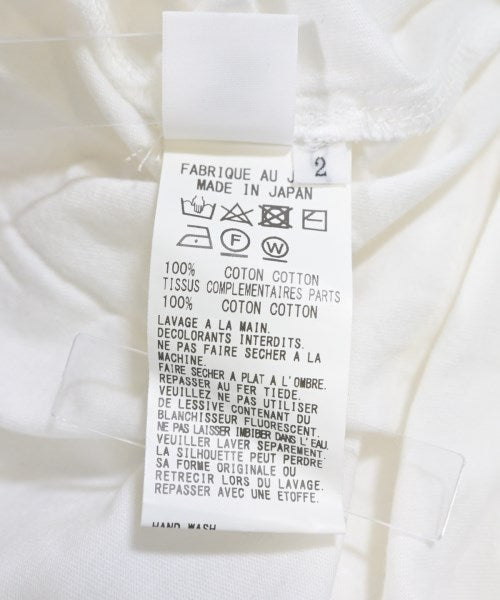 2
FABRIQUE AU J
MADE IN JAPAN
F
W
100% COTON COTTON
TISSUS COMPLEMENTAIRES PARTS
100% COTON COTTON
LAVAGE A LA MAIN.
DECOLORANTS INTERDITS.
NE PAS FAIRE SECHER A LA
MACHINE.
FAIRE SECHER A PLAT A L'OMBRE.
REPASSER AU FER TIEDE.
VEUILLEZ NE PAS UTILISER
DE LESSIVE CONTENANT DU
BLANCHISSEUR FLUORESCENT.
NE PAS LAISSER IMBIBER DANS L'EAU.
VEUILLER LAVER SEPAREMENT.
LA SILHOUETTE PEUT PERDRE
SA FORME ORIGINALE OU
RETRECIR LORS DU LAVAGE.
REPASSER AVEC UNE ETOFFE.
HAND WASH